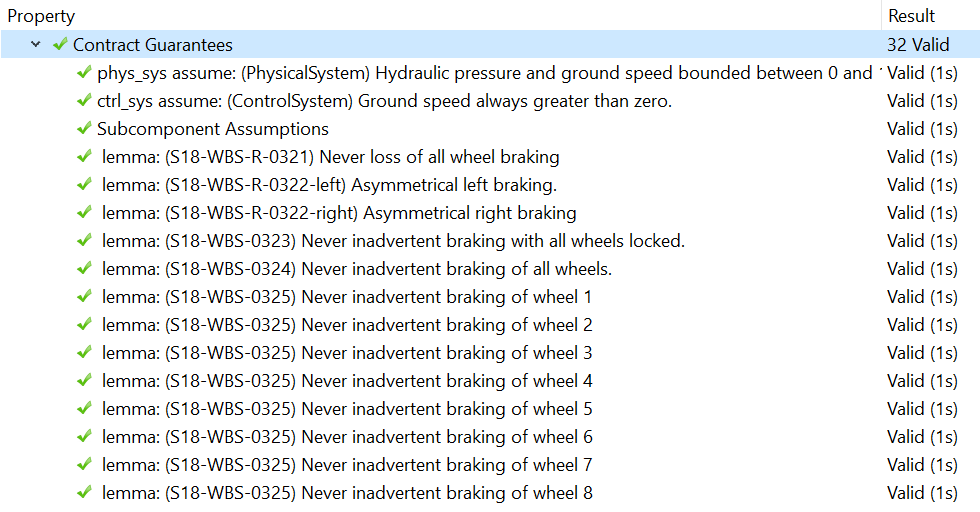 Property Result
Contract Guarantees 32 Valid
phys_sys assume: (PhysicalSystem) Hydraulic pressure and ground speed bounded between 0 and Valid (1s)
ctrl_sys assume: (ControlSystem) Ground speed always greater than zero. Valid (1s)
Subcomponent Assumptions Valid (1s)
lemma: (S18-WBS-R-0321) Never loss of all wheel braking Valid (1s)
lemma: (S18-WBS-R-0322-left) Asymmetrical left braking. Valid (1s)
lemma: (S18-WBS-R-0322-right) Asymmetrical right braking Valid (1s)
lemma: (S18-WBS-0323) Never inadvertent braking with all wheels locked. Valid (1s)
lemma: (S18-WBS-0324) Never inadvertent braking of all wheels. Valid (1s)
lemma: (S18-WBS-0325) Never inadvertent braking of wheel 1 Valid (1s)
lemma: (S18-WBS-0325) Never inadvertent braking of wheel 2 Valid (1s)
lemma: (S18-WBS-0325) Never inadvertent braking of wheel 3 Valid (1s)
lemma: (S18-WBS-0325) Never inadvertent braking of wheel 4 Valid (1s)
lemma: (S18-WBS-0325) Never inadvertent braking of wheel 5 Valid (1s)
lemma: (S18-WBS-0325) Never inadvertent braking of wheel 6 Valid (1s)
lemma: (S18-WBS-0325) Never inadvertent braking of wheel 7 Valid (1s)
lemma: (S18-WBS-0325) Never inadvertent braking of wheel 8 Valid (1s)